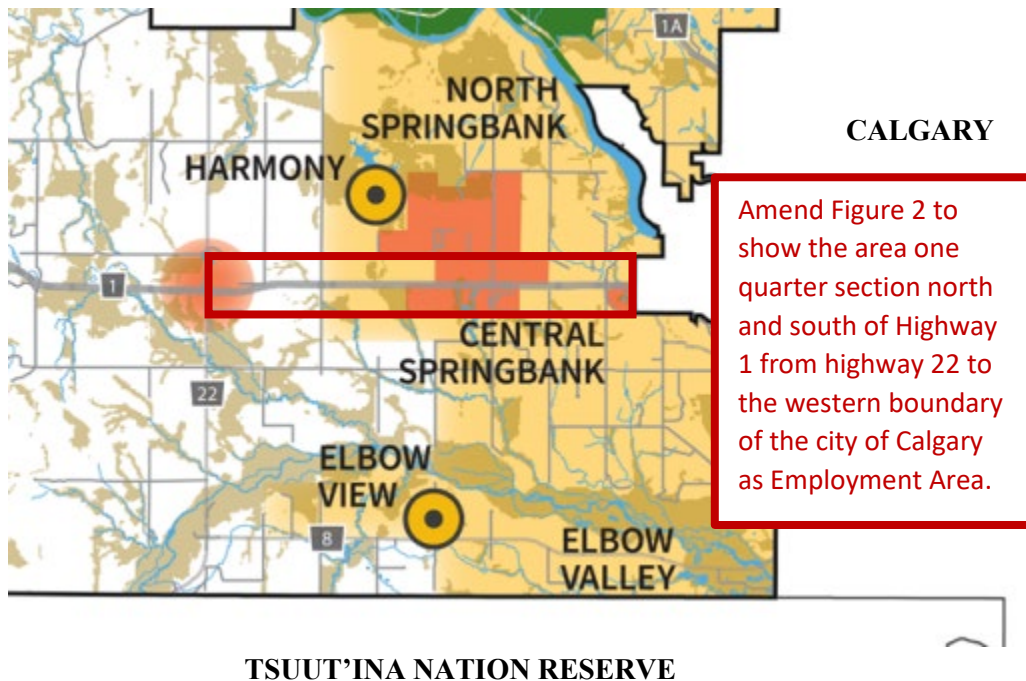 1A
NORTH
SPRINGBANK
CALGARY
HARMONY
Amend Figure 2 to
show the area one
quarter section north
and south of Highway
1 from highway 22 to
the western boundary
of the city of Calgary
as Employment Area.
1
CENTRAL
SPRINGBANK
22
ELBOW
VIEW
8
ELBOW
VALLEY
TSUUT’INA NATION RESERVE